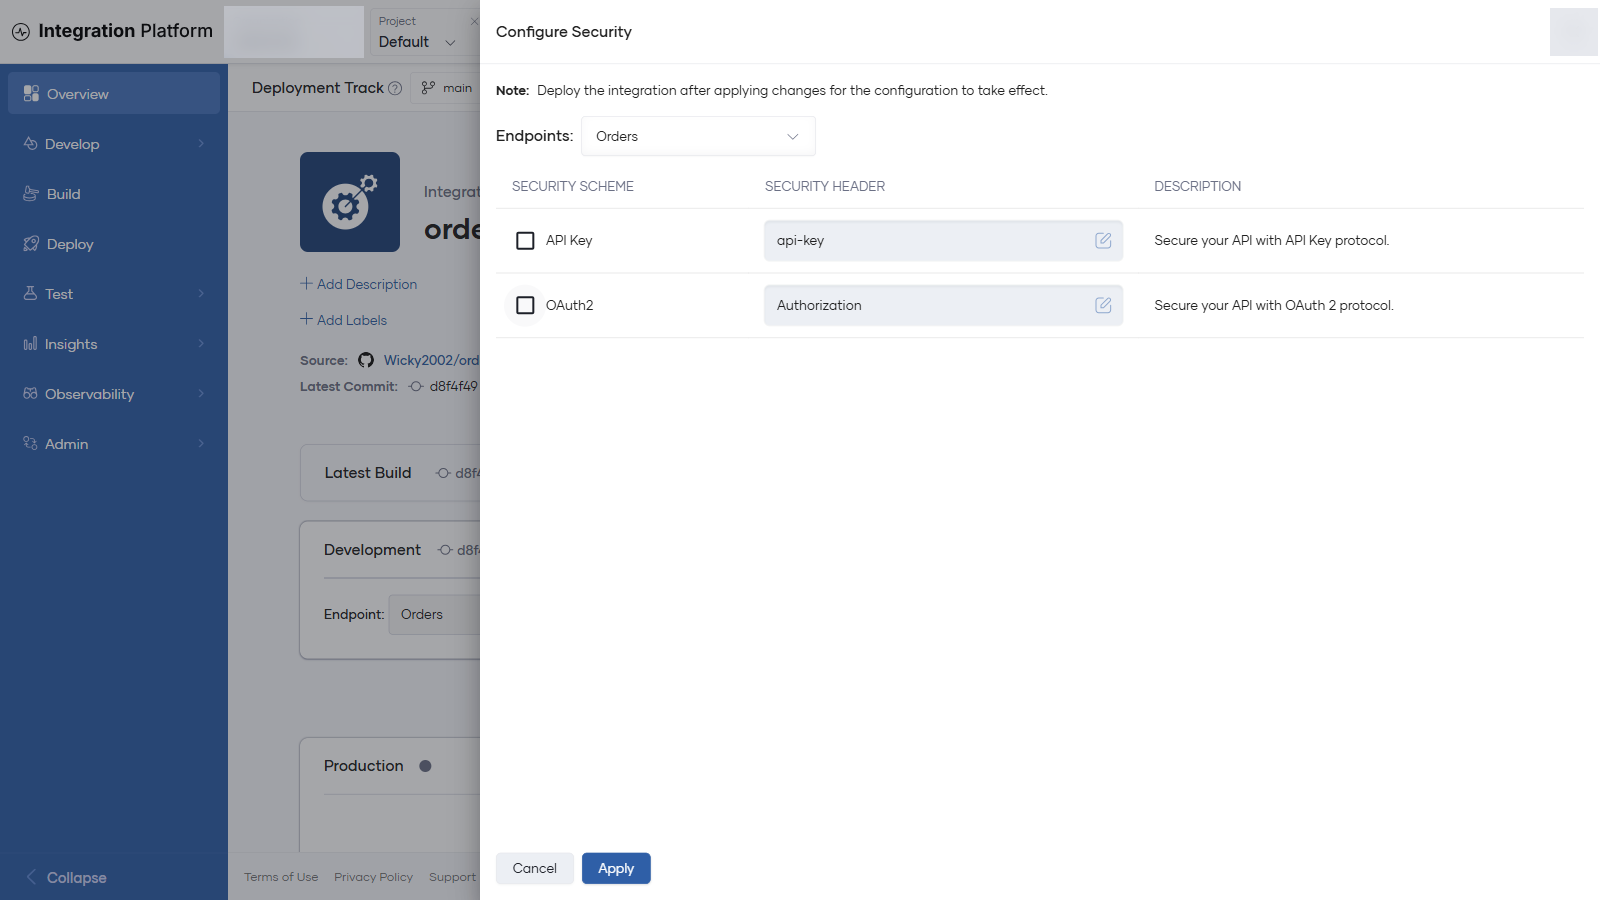 Integration Platform
Project
Default
Overview
Develop
Build
Deploy
Test
Insights
Observability
Admin
Collapse
Deployment Track
main
Integrat
orde
Add Description
Add Labels
Source: Wicky2002/ord
Latest Commit: d8f4f49
Latest Build d8f4
Development d8f4
Endpoint: Orders
Production
Terms of Use Privacy Policy Support
Configure Security
Note: Deploy the integration after applying changes for the configuration to take effect.
Endpoints: Orders
SECURITY SCHEME SECURITY HEADER DESCRIPTION
API Key api-key Secure your API with API Key protocol.
OAuth2 Authorization Secure your API with OAuth 2 protocol.
Cancel Apply